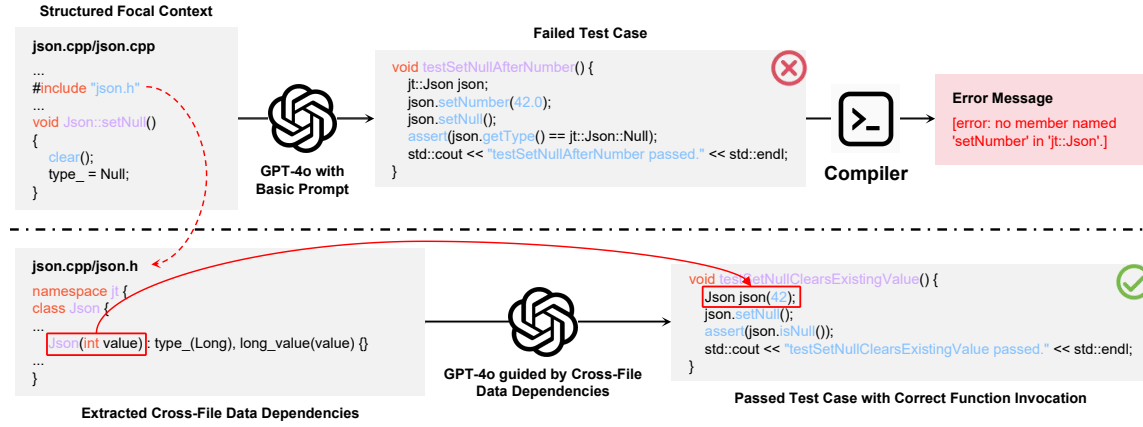 Structured Focal Context
json.cpp/json.cpp
...
#include "json.h"
...
void Json::setNull()
{
clear();
type_ = Null;
}
GPT-4o with
Basic Prompt
Failed Test Case
void testSetNullAfterNumber() {
jt::Json json;
json.setNumber(42.0);
json.setNull();
assert(json.getType() == jt::Json::Null);
std::cout << "testSetNullAfterNumber passed." << std::endl;
}
Compiler
Error Message
[error: no member named
'setNumber' in 'jt::Json'.]
json.cpp/json.h
namespace jt {
class Json {
...
Json(int value) : type_(Long), long_value(value) {}
...
}
Extracted Cross-File Data Dependencies
GPT-4o guided by Cross-File
Data Dependencies
void testSetNullClearsExistingValue() {
Json json(42);
json.setNull();
assert(json.isNull());
std::cout << "testSetNullClearsExistingValue passed." << std::endl;
}
Passed Test Case with Correct Function Invocation